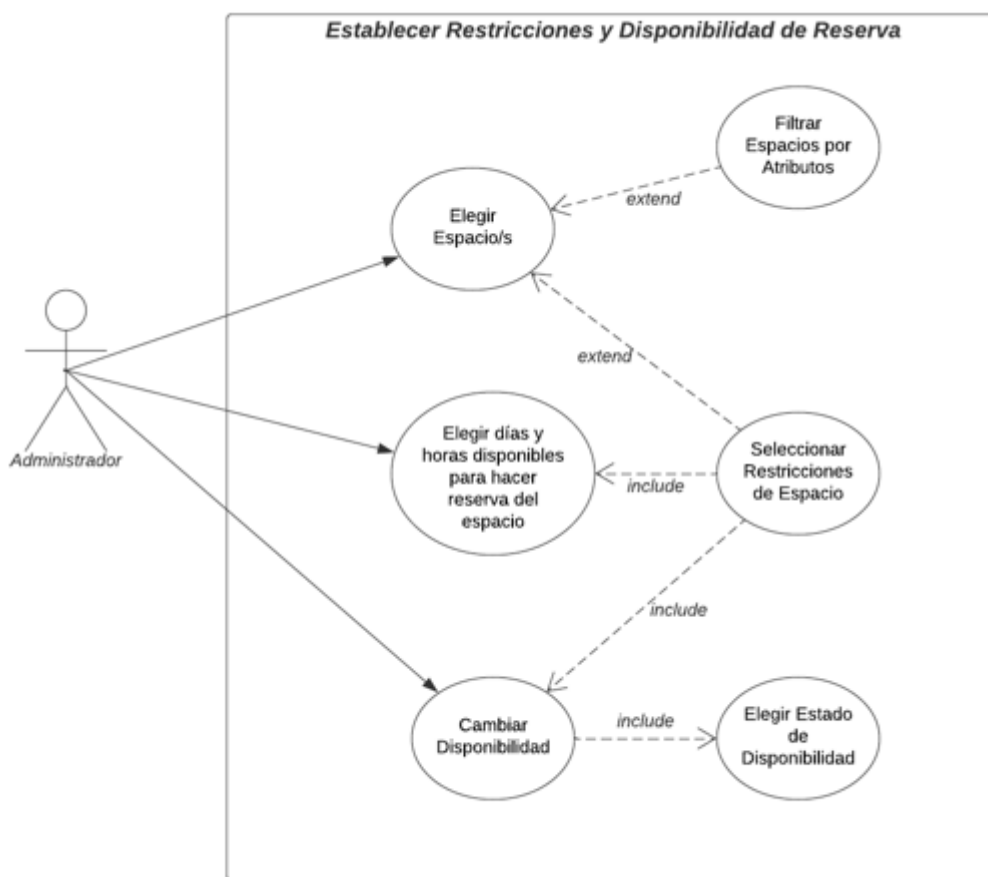 Establecer Restricciones y Disponibilidad de Reserva
Filtrar
Espacios por
Atributos
extend
Elegir
Espacio/s
extend
Administrador
Elegir días y
horas disponibles
para hacer
reserva del
espacio
include
Seleccionar
Restricciones
de Espacio
include
Cambiar
Disponibilidad
include
Elegir Estado
de
Disponibilidad